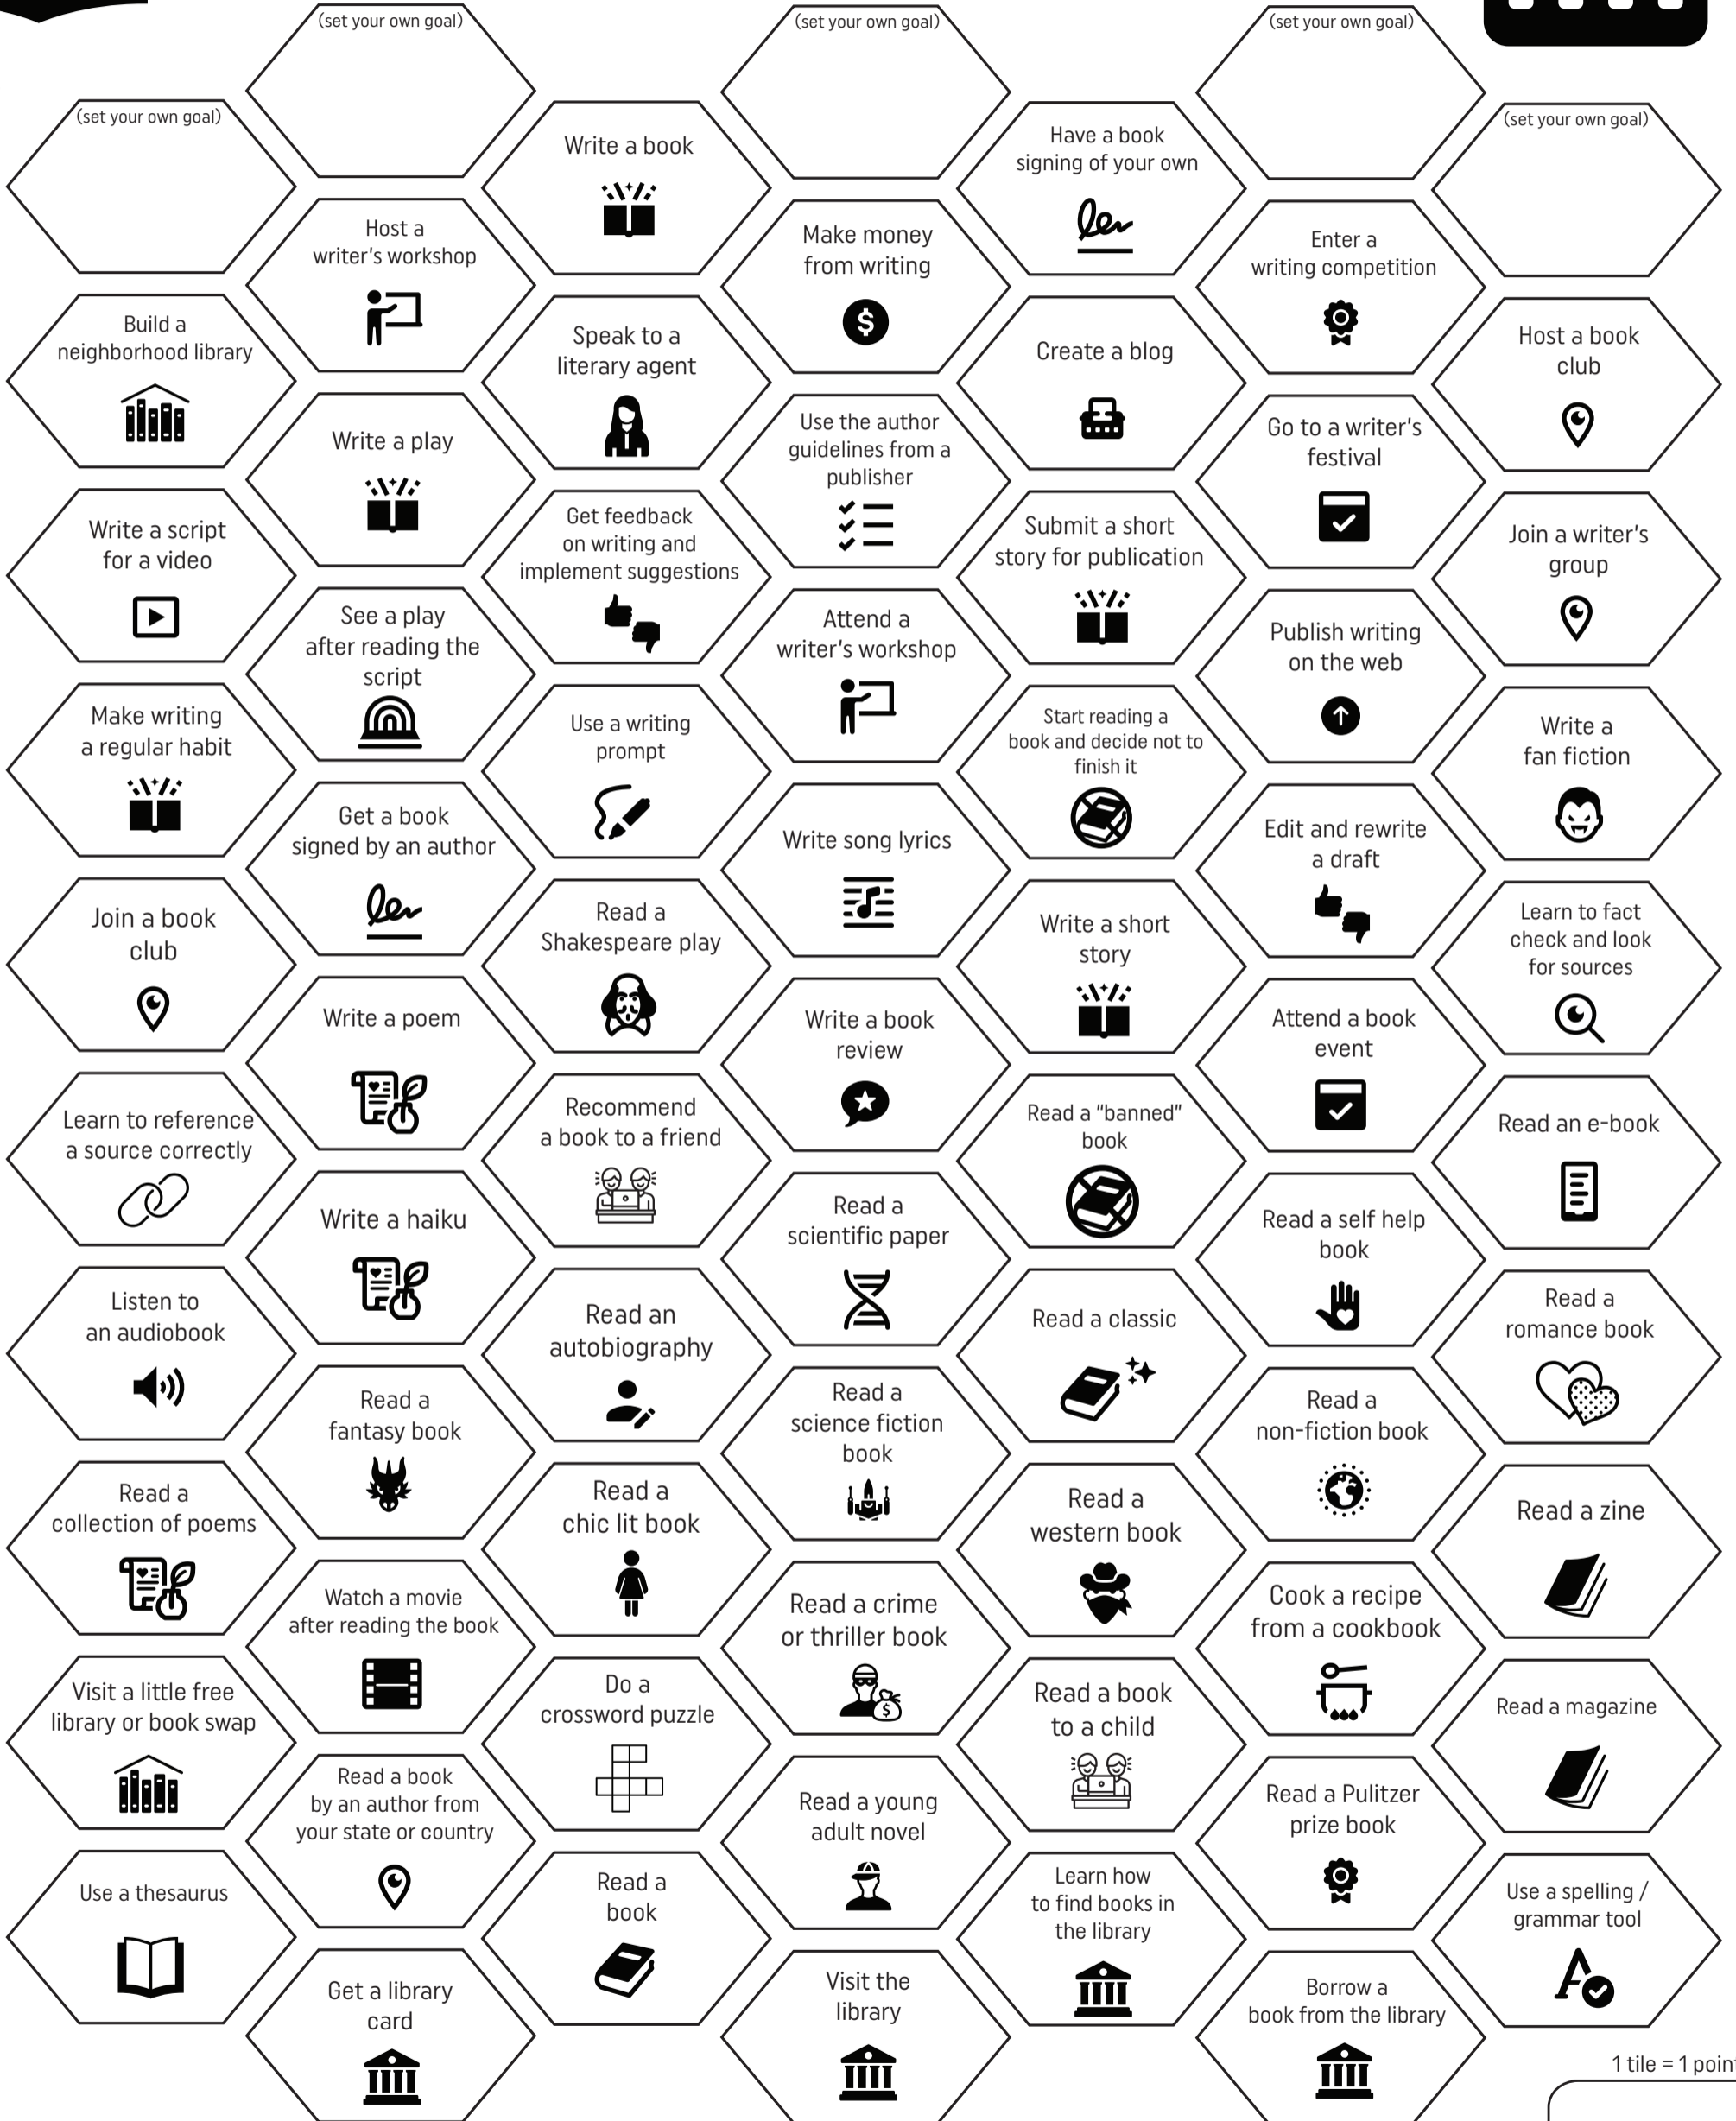 (set your own goal)
(set your own goal)
(set your own goal)
(set your own goal)
(set your own goal)
Write a book
Have a book
signing of your own
Host a
writer's workshop
Make money
from writing
Enter a
writing competition
Build a
neighborhood library
Speak to a
literary agent
Create a blog
Host a book
club
Write a play
Use the author
guidelines from a
publisher
Go to a writer's
festival
Write a script
for a video
Get feedback
on writing and
implement suggestions
Submit a short
story for publication
Join a writer's
group
See a play
after reading the
script
Attend a
writer's workshop
Publish writing
on the web
Make writing
a regular habit
Use a writing
prompt
Start reading a
book and decide not to
finish it
Write a
fan fiction
Get a book
signed by an author
Write song lyrics
Edit and rewrite
a draft
Join a book
club
Read a
Shakespeare play
Write a short
story
Learn to fact
check and look
for sources
Write a poem
Write a book
review
Attend a book
event
Learn to reference
a source correctly
Recommend
a book to a friend
Read a "banned"
book
Read an e-book
Write a haiku
Read a
scientific paper
Read a self help
book
Listen to
an audiobook
Read an
autobiography
Read a classic
Read a
romance book
Read a
fantasy book
Read a
science fiction
book
Read a
non-fiction book
Read a
collection of poems
Read a
chic lit book
Read a
western book
Read a zine
Watch a movie
after reading the book
Read a crime
or thriller book
Cook a recipe
from a cookbook
Visit a little free
library or book swap
Do a
crossword puzzle
Read a book
to a child
Read a magazine
Read a book
by an author from
your state or country
Read a young
adult novel
Read a Pulitzer
prize book
Use a thesaurus
Read a
book
Learn how
to find books in
the library
Use a spelling /
grammar tool
Get a library
card
Visit the
library
Borrow a
book from the library
1 tile = 1 point